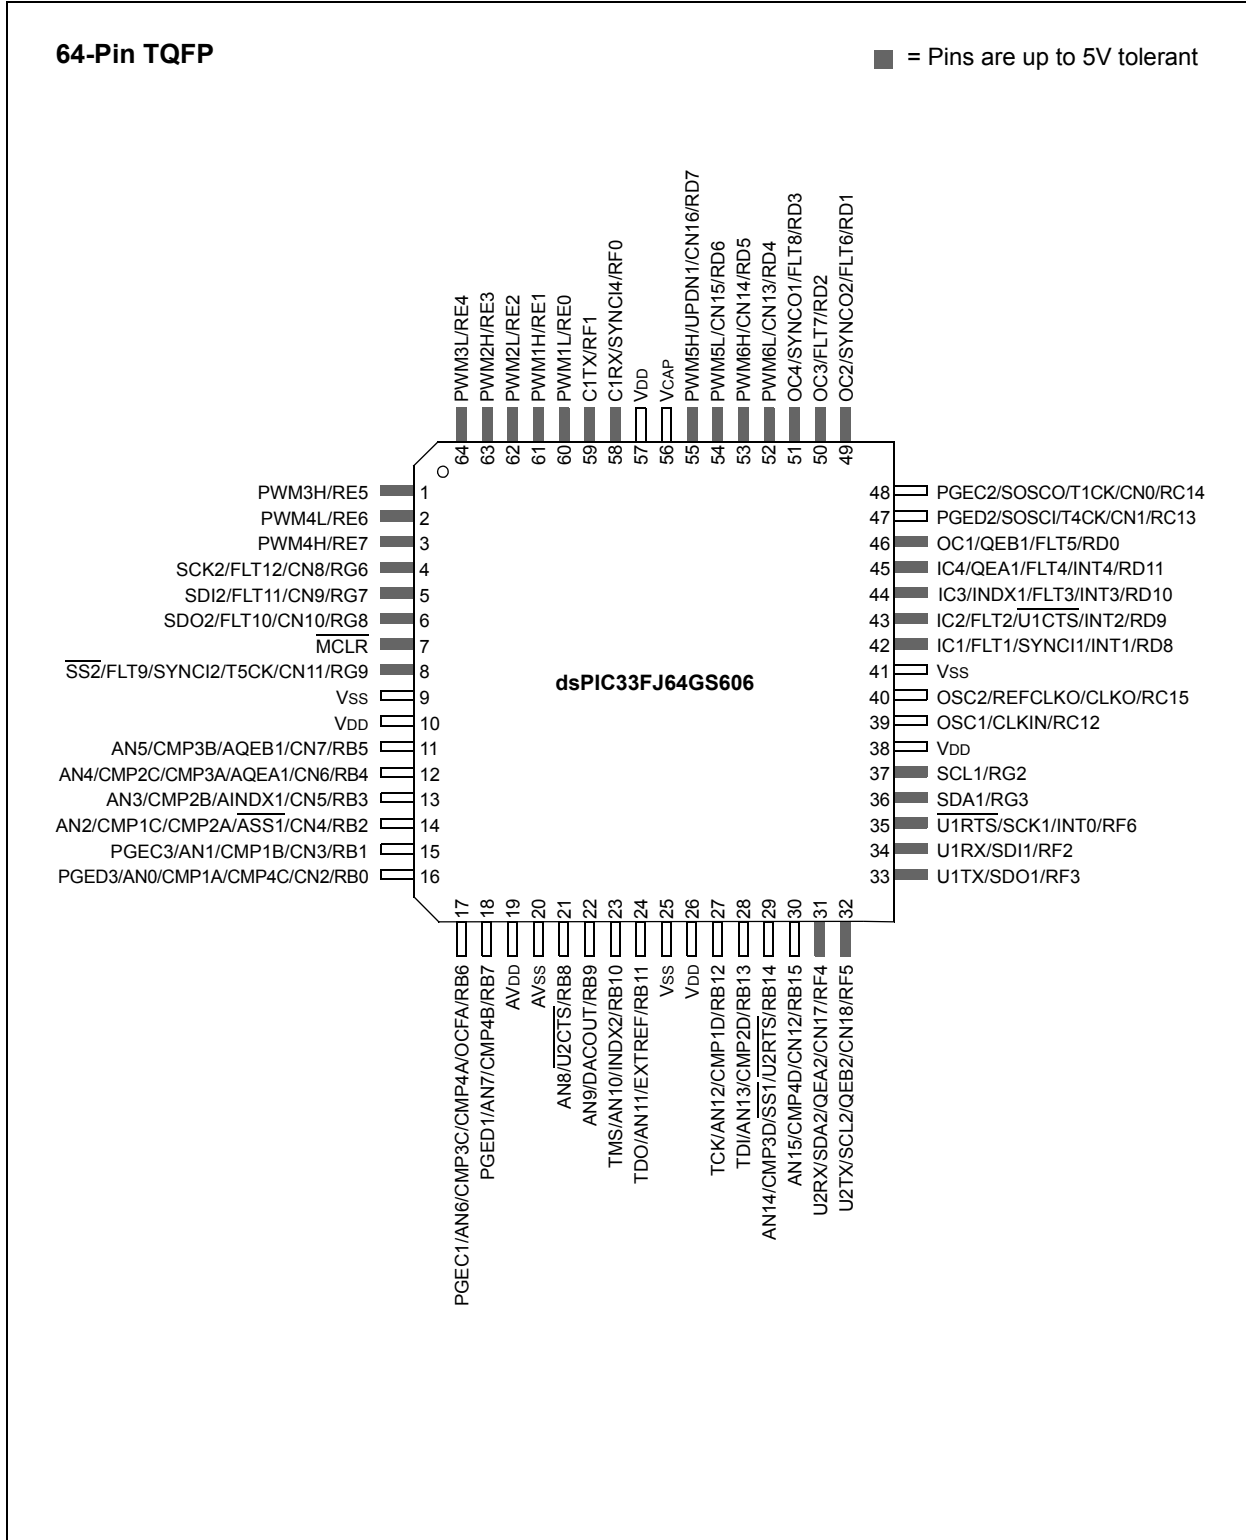 64-Pin TQFP
= Pins are up to 5V tolerant
PWM3L/RE4
PWM2H/RE3
PWM2L/RE2
PWM1H/RE1
PWM1L/RE0
C1TX/RF1
C1RX/SYNCI4/RF0
VDD
VCAP
PWM5H/UPDN1/CN16/RD7
PWM5L/CN15/RD6
PWM6H/CN14/RD5
PWM6L/CN13/RD4
OC4/SYNCO1/FLT8/RD3
OC3/FLT7/RD2
OC2/SYNCO2/FLT6/RD1
64 63 62 61 60 59 58 57 56 55 54 53 52 51 50 49
PWM3H/RE5 1
PWM4L/RE6 2
PWM4H/RE7 3
SCK2/FLT12/CN8/RG6 4
SDI2/FLT11/CN9/RG7 5
SDO2/FLT10/CN10/RG8 6
MCLR 7
SS2/FLT9/SYNCI2/T5CK/CN11/RG9 8
VSS 9
VDD 10
AN5/CMP3B/AQEB1/CN7/RB5 11
AN4/CMP2C/CMP3A/AQEA1/CN6/RB4 12
AN3/CMP2B/AINDX1/CN5/RB3 13
AN2/CMP1C/CMP2A/ASS1/CN4/RB2 14
PGEC3/AN1/CMP1B/CN3/RB1 15
PGED3/AN0/CMP1A/CMP4C/CN2/RB0 16
dsPIC33FJ64GS606
48 PGEC2/SOSCO/T1CK/CN0/RC14
47 PGED2/SOSCI/T4CK/CN1/RC13
46 OC1/QEB1/FLT5/RD0
45 IC4/QEA1/FLT4/INT4/RD11
44 IC3/INDX1/FLT3/INT3/RD10
43 IC2/FLT2/U1CTS/INT2/RD9
42 IC1/FLT1/SYNCI1/INT1/RD8
41 VSS
40 OSC2/REFCLKO/CLKO/RC15
39 OSC1/CLKIN/RC12
38 VDD
37 SCL1/RG2
36 SDA1/RG3
35 U1RTS/SCK1/INT0/RF6
34 U1RX/SDI1/RF2
33 U1TX/SDO1/RF3
17 18 19 20 21 22 23 24 25 26 27 28 29 30 31 32
PGEC1/AN6/CMP3C/CMP4A/OCFA/RB6
PGED1/AN7/CMP4B/RB7
AVDD
AVSS
AN8/U2CTS/RB8
AN9/DACOUT/RB9
TMS/AN10/INDX2/RB10
TDO/AN11/EXTREF/RB11
VSS
VDD
TCK/AN12/CMP1D/RB12
TDI/AN13/CMP2D/RB13
AN14/CMP3D/SS1/U2RTS/RB14
AN15/CMP4D/CN12/RB15
U2RX/SDA2/QEA2/CN17/RF4
U2TX/SCL2/QEB2/CN18/RF5